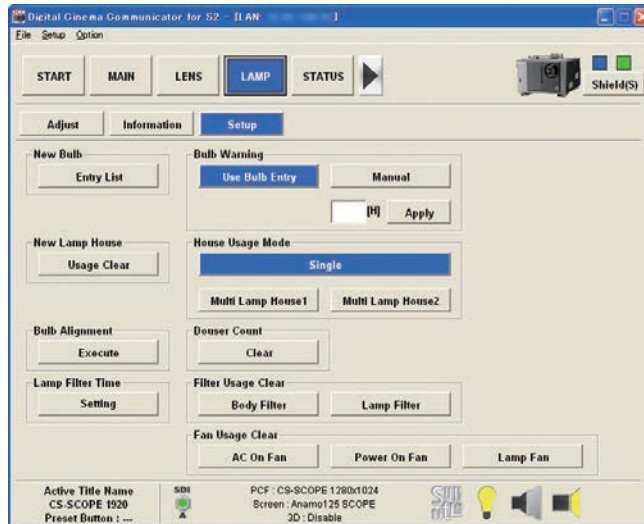 Digital Cinema Communicator for S2 - [LAN: ]
File Setup Option
START MAIN LENS LAMP STATUS
Shield(S)
Adjust Information Setup
New Bulb
Entry List
Bulb Warning
Use Bulb Entry Manual
[H] Apply
New Lamp House
Usage Clear
House Usage Mode
Single
Multi Lamp House1 Multi Lamp House2
Bulb Alignment
Execute
Douser Count
Clear
Lamp Filter Time
Setting
Filter Usage Clear
Body Filter Lamp Filter
Fan Usage Clear
AC On Fan Power On Fan Lamp Fan
Active Title Name
CS-SCOPE 1920
Preset Button : ---
SDI
PCF : CS-SCOPE 1280x1024
Screen : Anamo125 SCOPE
3D : Disable